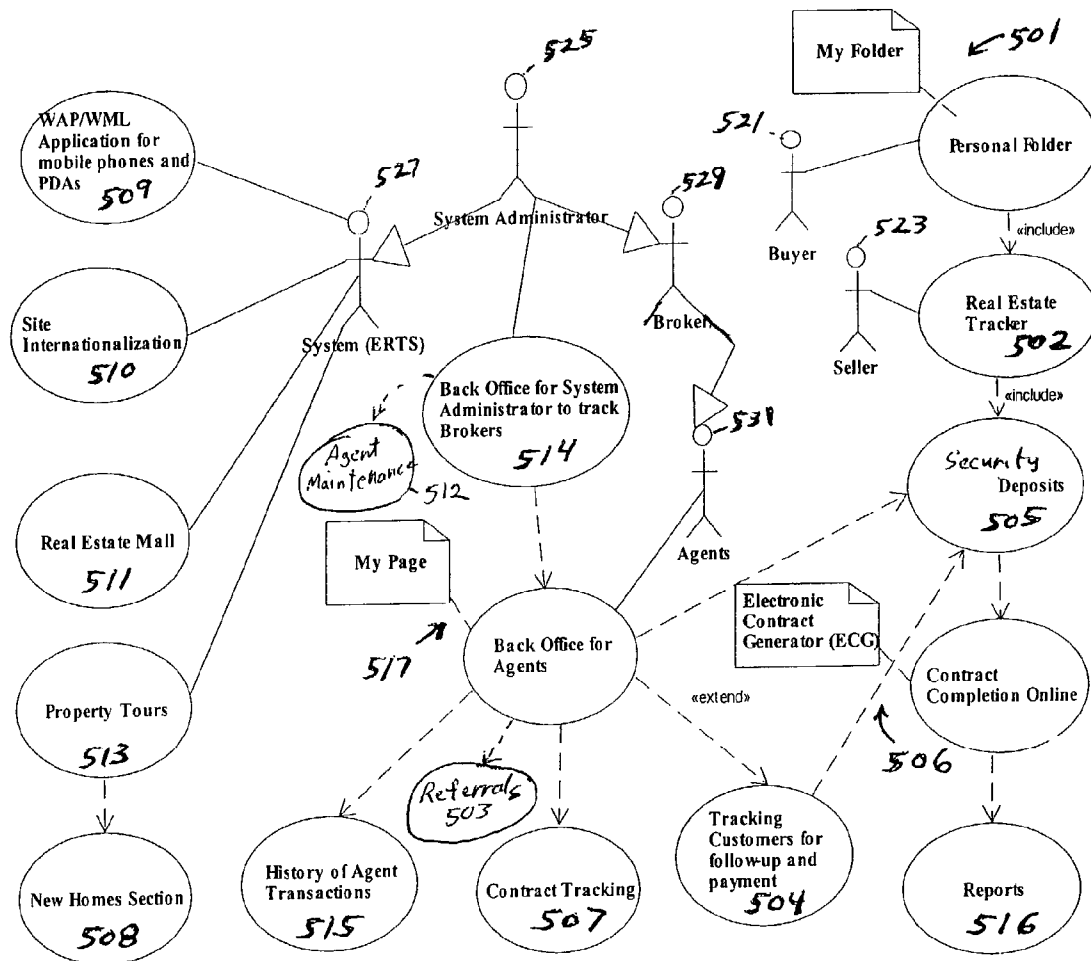 525
My Folder
501
WAP/WML
Application for
mobile phones and
PDAs
509
527
521
529
Personal Folder
System Administrator
Buyer
523
«include»
Site
Internationalization
510
System (ERTS)
Broker
Real Estate
Tracker
502
Seller
Back Office for System
Administrator to track
Brokers
514
«include»
531
Agent
Maintenance
512
Security
Deposits
505
Real Estate Mall
511
My Page
Agents
517
Electronic
Contract
Generator (ECG)
Back Office for
Agents
Contract
Completion Online
Property Tours
513
«extend»
506
Referrals
503
New Homes Section
508
History of Agent
Transactions
515
Contract Tracking
507
Tracking
Customers for
follow-up and
payment
504
Reports
516